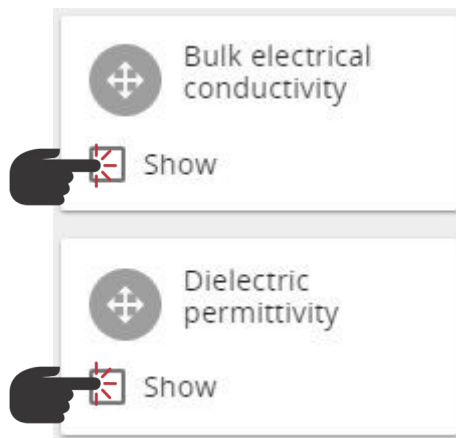 Bulk electrical
conductivity
Show
Dielectric
permittivity
Show